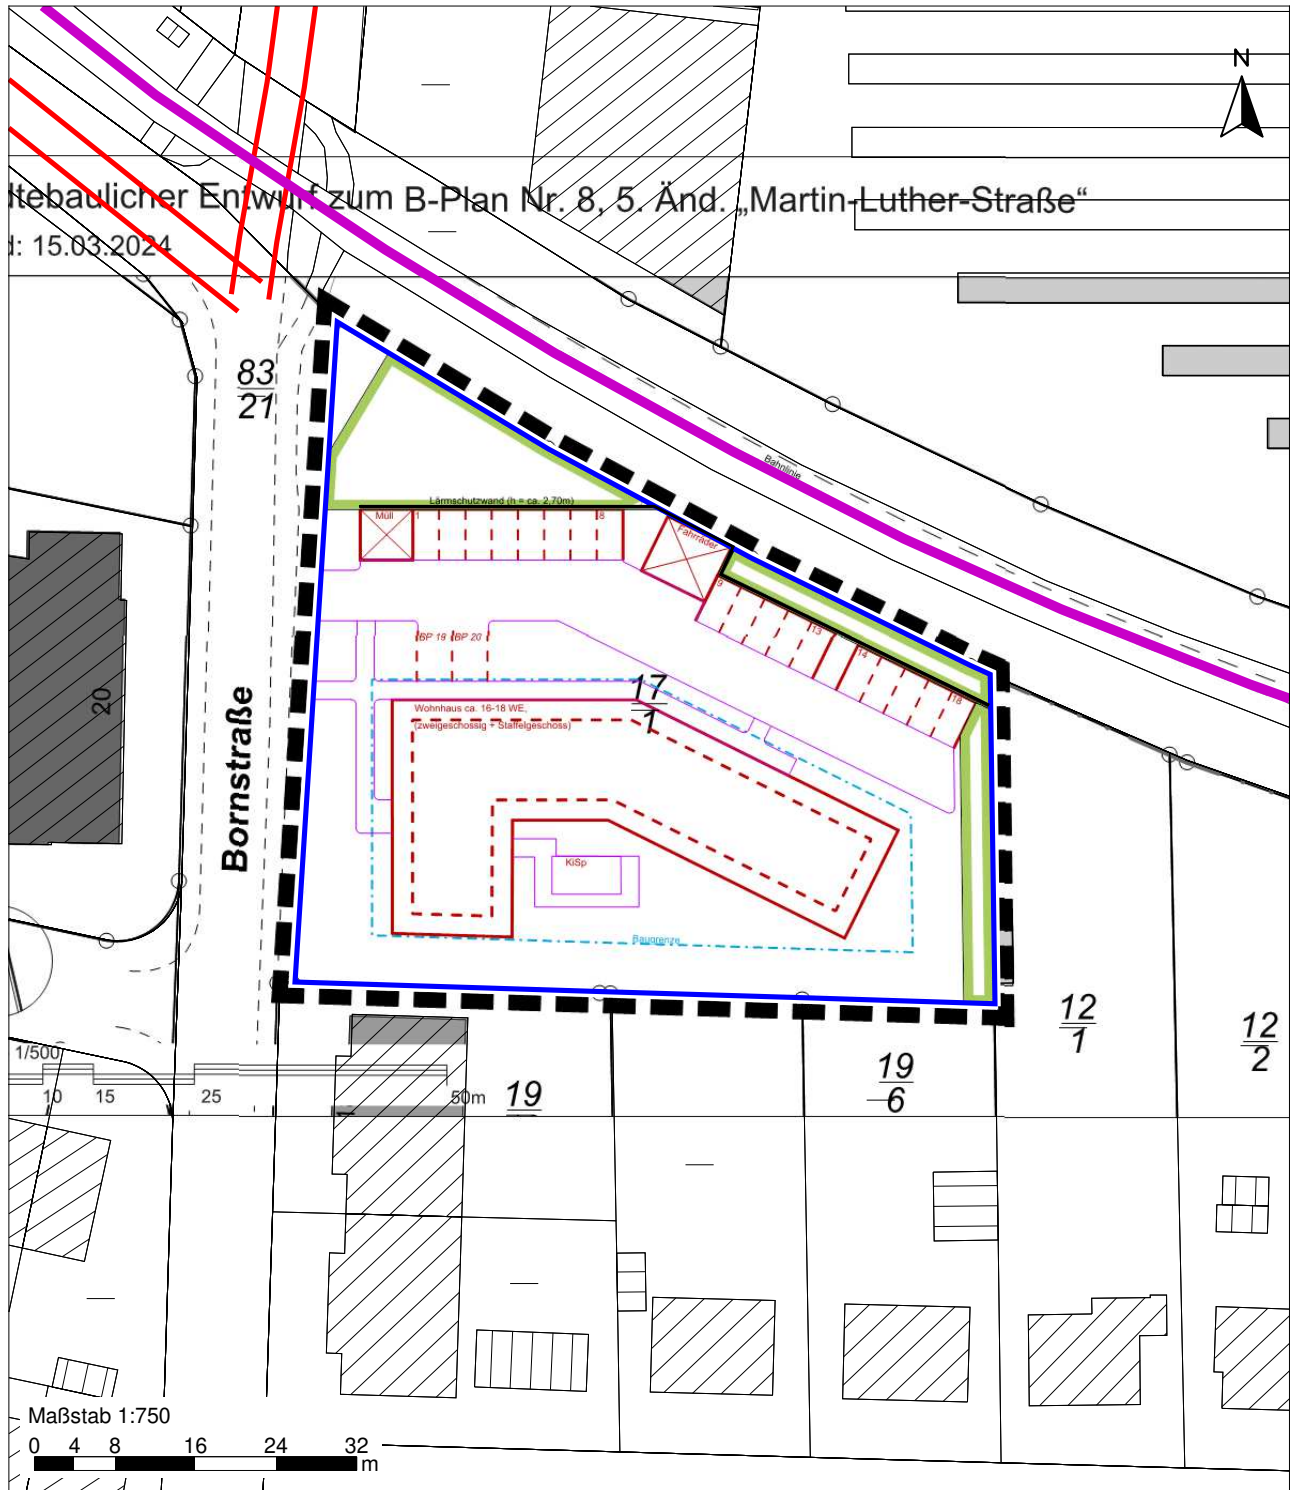 N
dtebaulicher Entwurf zum B-Plan Nr. 8, 5. Änd. „Martin-Luther-Straße“
d: 15.03.2024
83
21
Bahnlinie
Lärmschutzwand (h = ca. 2,70m)
Müll
1
8
Fahrräder
9
13
14
18
BP 19
BP 20
17
1
Wohnhaus ca. 16-18 WE,
(zweigeschossig + Staffelgeschoss)
20
Bornstraße
KiSp
Baugrenze
12
1
12
2
19
6
19
1/500
10 15 25 50m
Maßstab 1:750
0 4 8 16 24 32
m